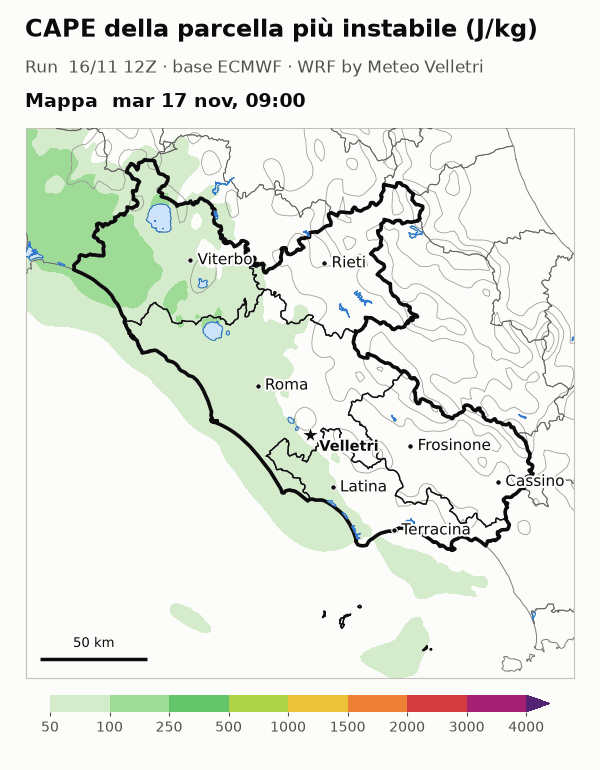 CAPE della parcella più instabile (J/kg)
Run  16/11 12Z · base ECMWF · WRF by Meteo Velletri
Mappa  mar 17 nov, 09:00
Viterbo
Rieti
Roma
Velletri
Frosinone
Cassino
Latina
Terracina
50 km
50 100 250 500 1000 1500 2000 3000 4000